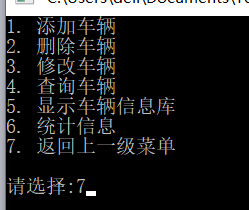 1. 添加车辆
2. 删除车辆
3. 修改车辆
4. 查询车辆
5. 显示车辆信息库
6. 统计信息
7. 返回上一级菜单
请选择:7